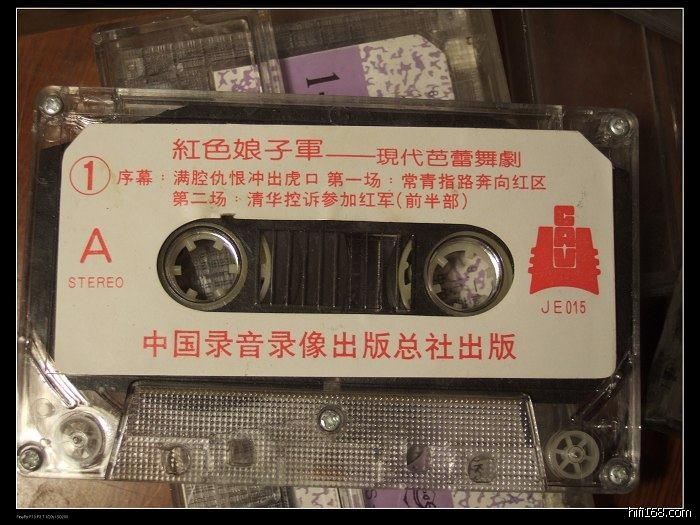 紅色娘子軍——現代芭蕾舞劇
① 序幕：满腔仇恨冲出虎口 第一场：常青指路奔向红区
第二场：清华控诉参加红军(前半部)
A
STEREO
CRAV
JE015
中国录音录像出版总社出版
hifi168.com